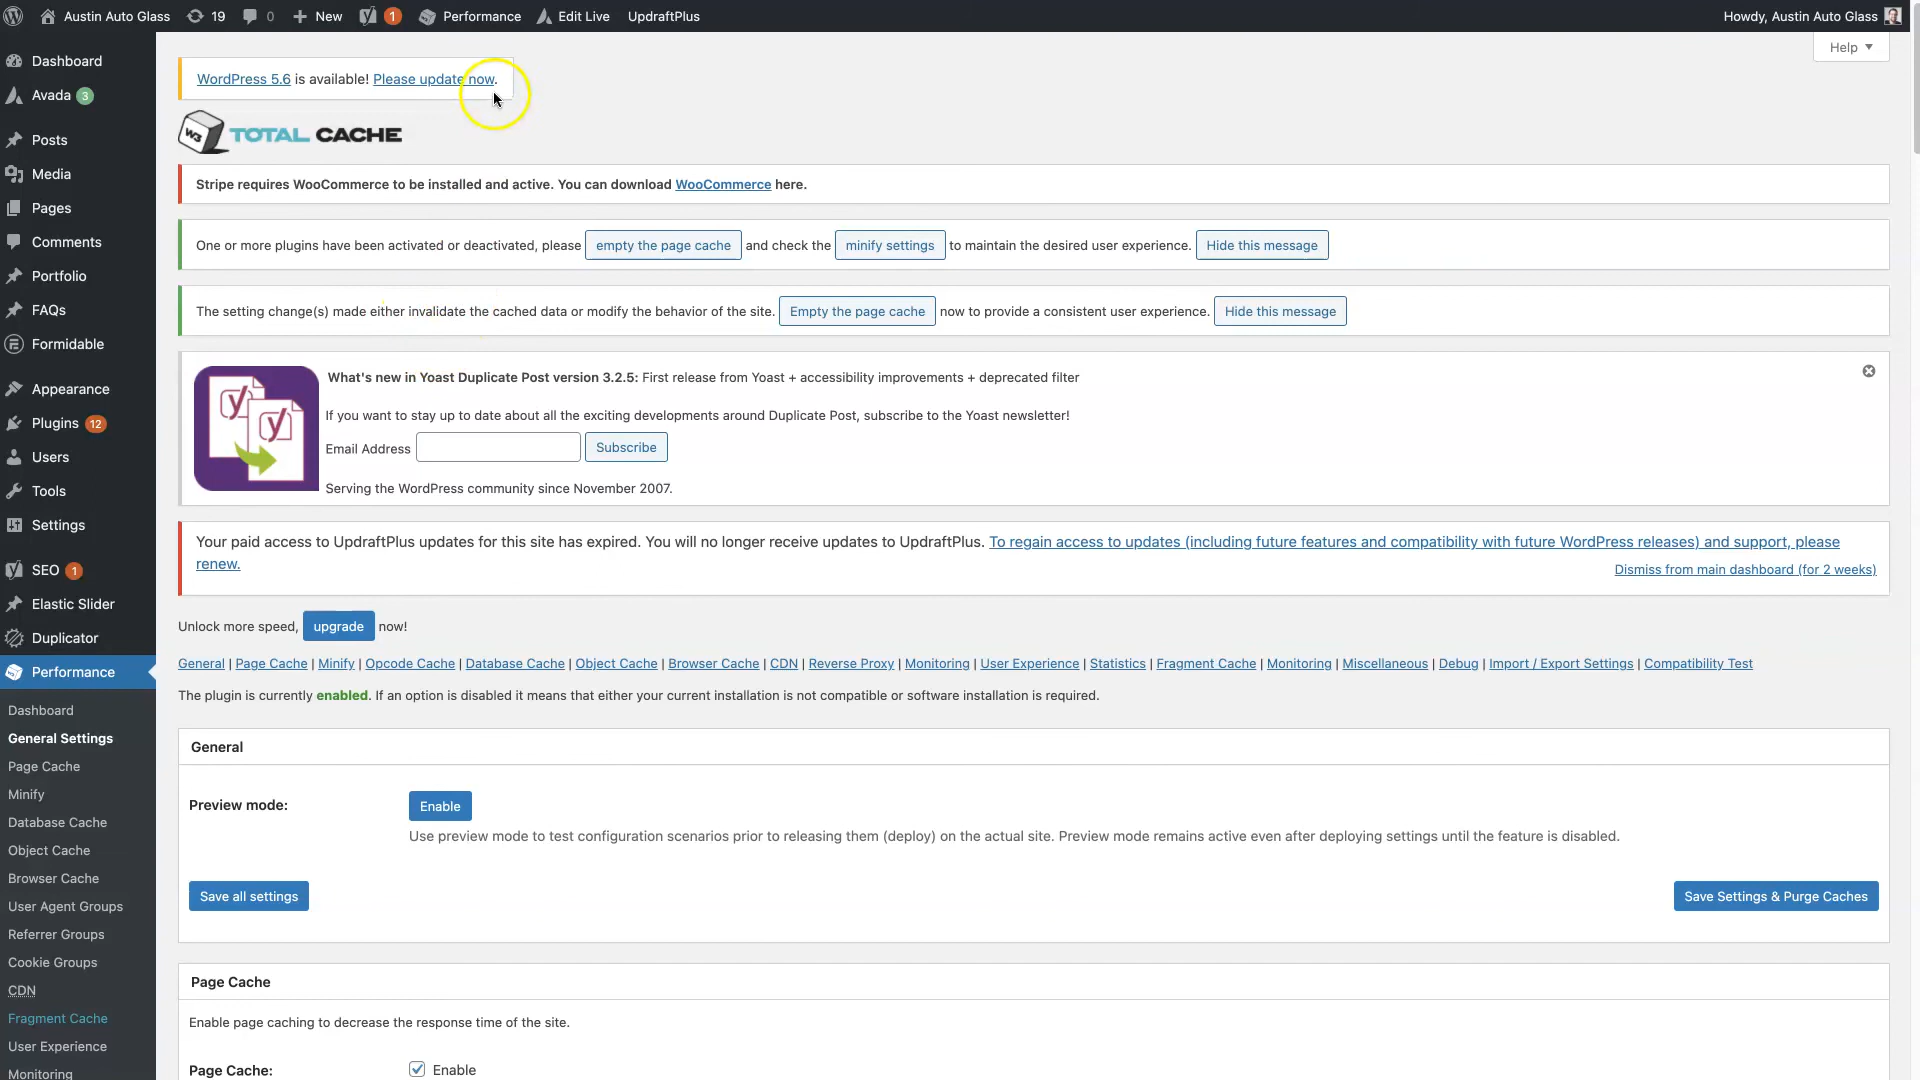 Austin Auto Glass 19 0 New 1 Performance Edit Live UpdraftPlus Howdy, Austin Auto Glass
Help
Dashboard
Avada 3
Posts
Media
Pages
Comments
Portfolio
FAQs
Formidable
Appearance
Plugins 12
Users
Tools
Settings
SEO 1
Elastic Slider
Duplicator
Performance
Dashboard
General Settings
Page Cache
Minify
Database Cache
Object Cache
Browser Cache
User Agent Groups
Referrer Groups
Cookie Groups
CDN
Fragment Cache
User Experience
Monitoring
WordPress 5.6 is available! Please update now.
W3 TOTAL CACHE
Stripe requires WooCommerce to be installed and active. You can download WooCommerce here.
One or more plugins have been activated or deactivated, please empty the page cache and check the minify settings to maintain the desired user experience. Hide this message
The setting change(s) made either invalidate the cached data or modify the behavior of the site. Empty the page cache now to provide a consistent user experience. Hide this message
What's new in Yoast Duplicate Post version 3.2.5: First release from Yoast + accessibility improvements + deprecated filter
If you want to stay up to date about all the exciting developments around Duplicate Post, subscribe to the Yoast newsletter!
Email Address Subscribe
Serving the WordPress community since November 2007.
Your paid access to UpdraftPlus updates for this site has expired. You will no longer receive updates to UpdraftPlus. To regain access to updates (including future features and compatibility with future WordPress releases) and support, please
renew.
Dismiss from main dashboard (for 2 weeks)
Unlock more speed, upgrade now!
General | Page Cache | Minify | Opcode Cache | Database Cache | Object Cache | Browser Cache | CDN | Reverse Proxy | Monitoring | User Experience | Statistics | Fragment Cache | Monitoring | Miscellaneous | Debug | Import / Export Settings | Compatibility Test
The plugin is currently enabled. If an option is disabled it means that either your current installation is not compatible or software installation is required.
General
Preview mode: Enable
Use preview mode to test configuration scenarios prior to releasing them (deploy) on the actual site. Preview mode remains active even after deploying settings until the feature is disabled.
Save all settings Save Settings & Purge Caches
Page Cache
Enable page caching to decrease the response time of the site.
Page Cache: Enable